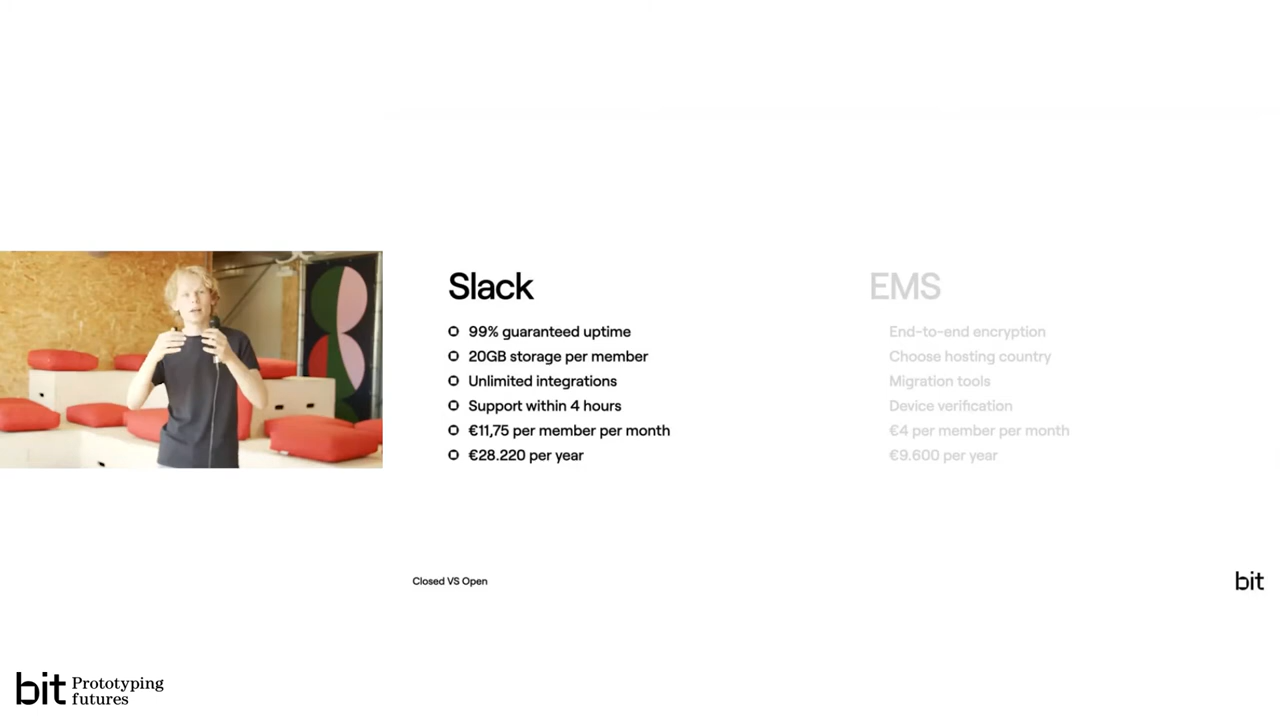 Slack
99% guaranteed uptime
20GB storage per member
Unlimited integrations
Support within 4 hours
€11,75 per member per month
€28.220 per year
EMS
End-to-end encryption
Choose hosting country
Migration tools
Device verification
€4 per member per month
€9.600 per year
Closed VS Open
bit
bit Prototyping
futures